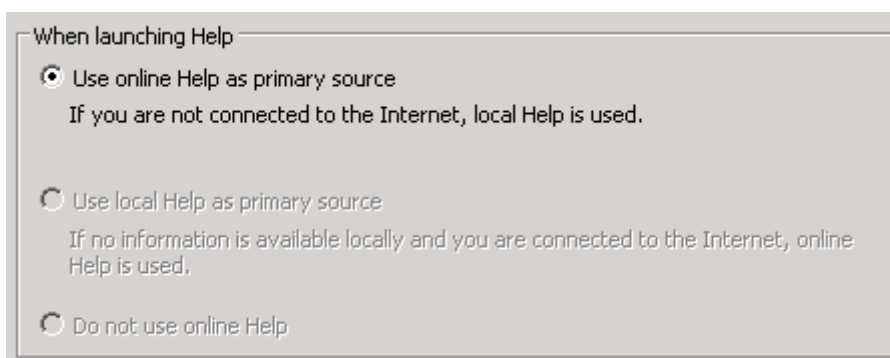 When launching Help
Use online Help as primary source
If you are not connected to the Internet, local Help is used.
Use local Help as primary source
If no information is available locally and you are connected to the Internet, online
Help is used.
Do not use online Help